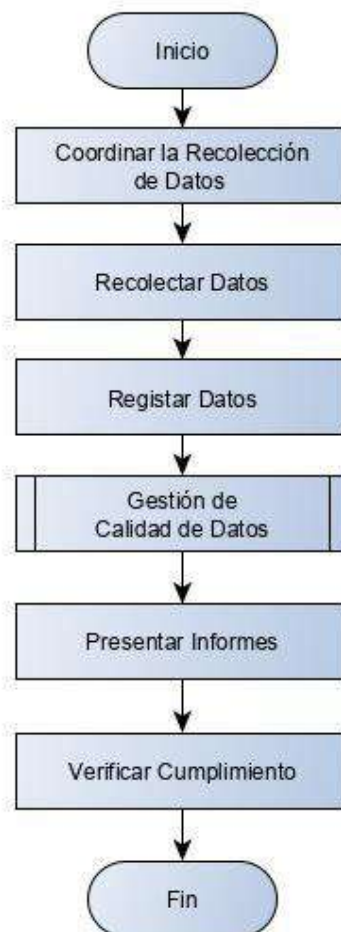 Inicio
Coordinar la Recolección
de Datos
Recolectar Datos
Registar Datos
Gestión de
Calidad de Datos
Presentar Informes
Verificar Cumplimiento
Fin